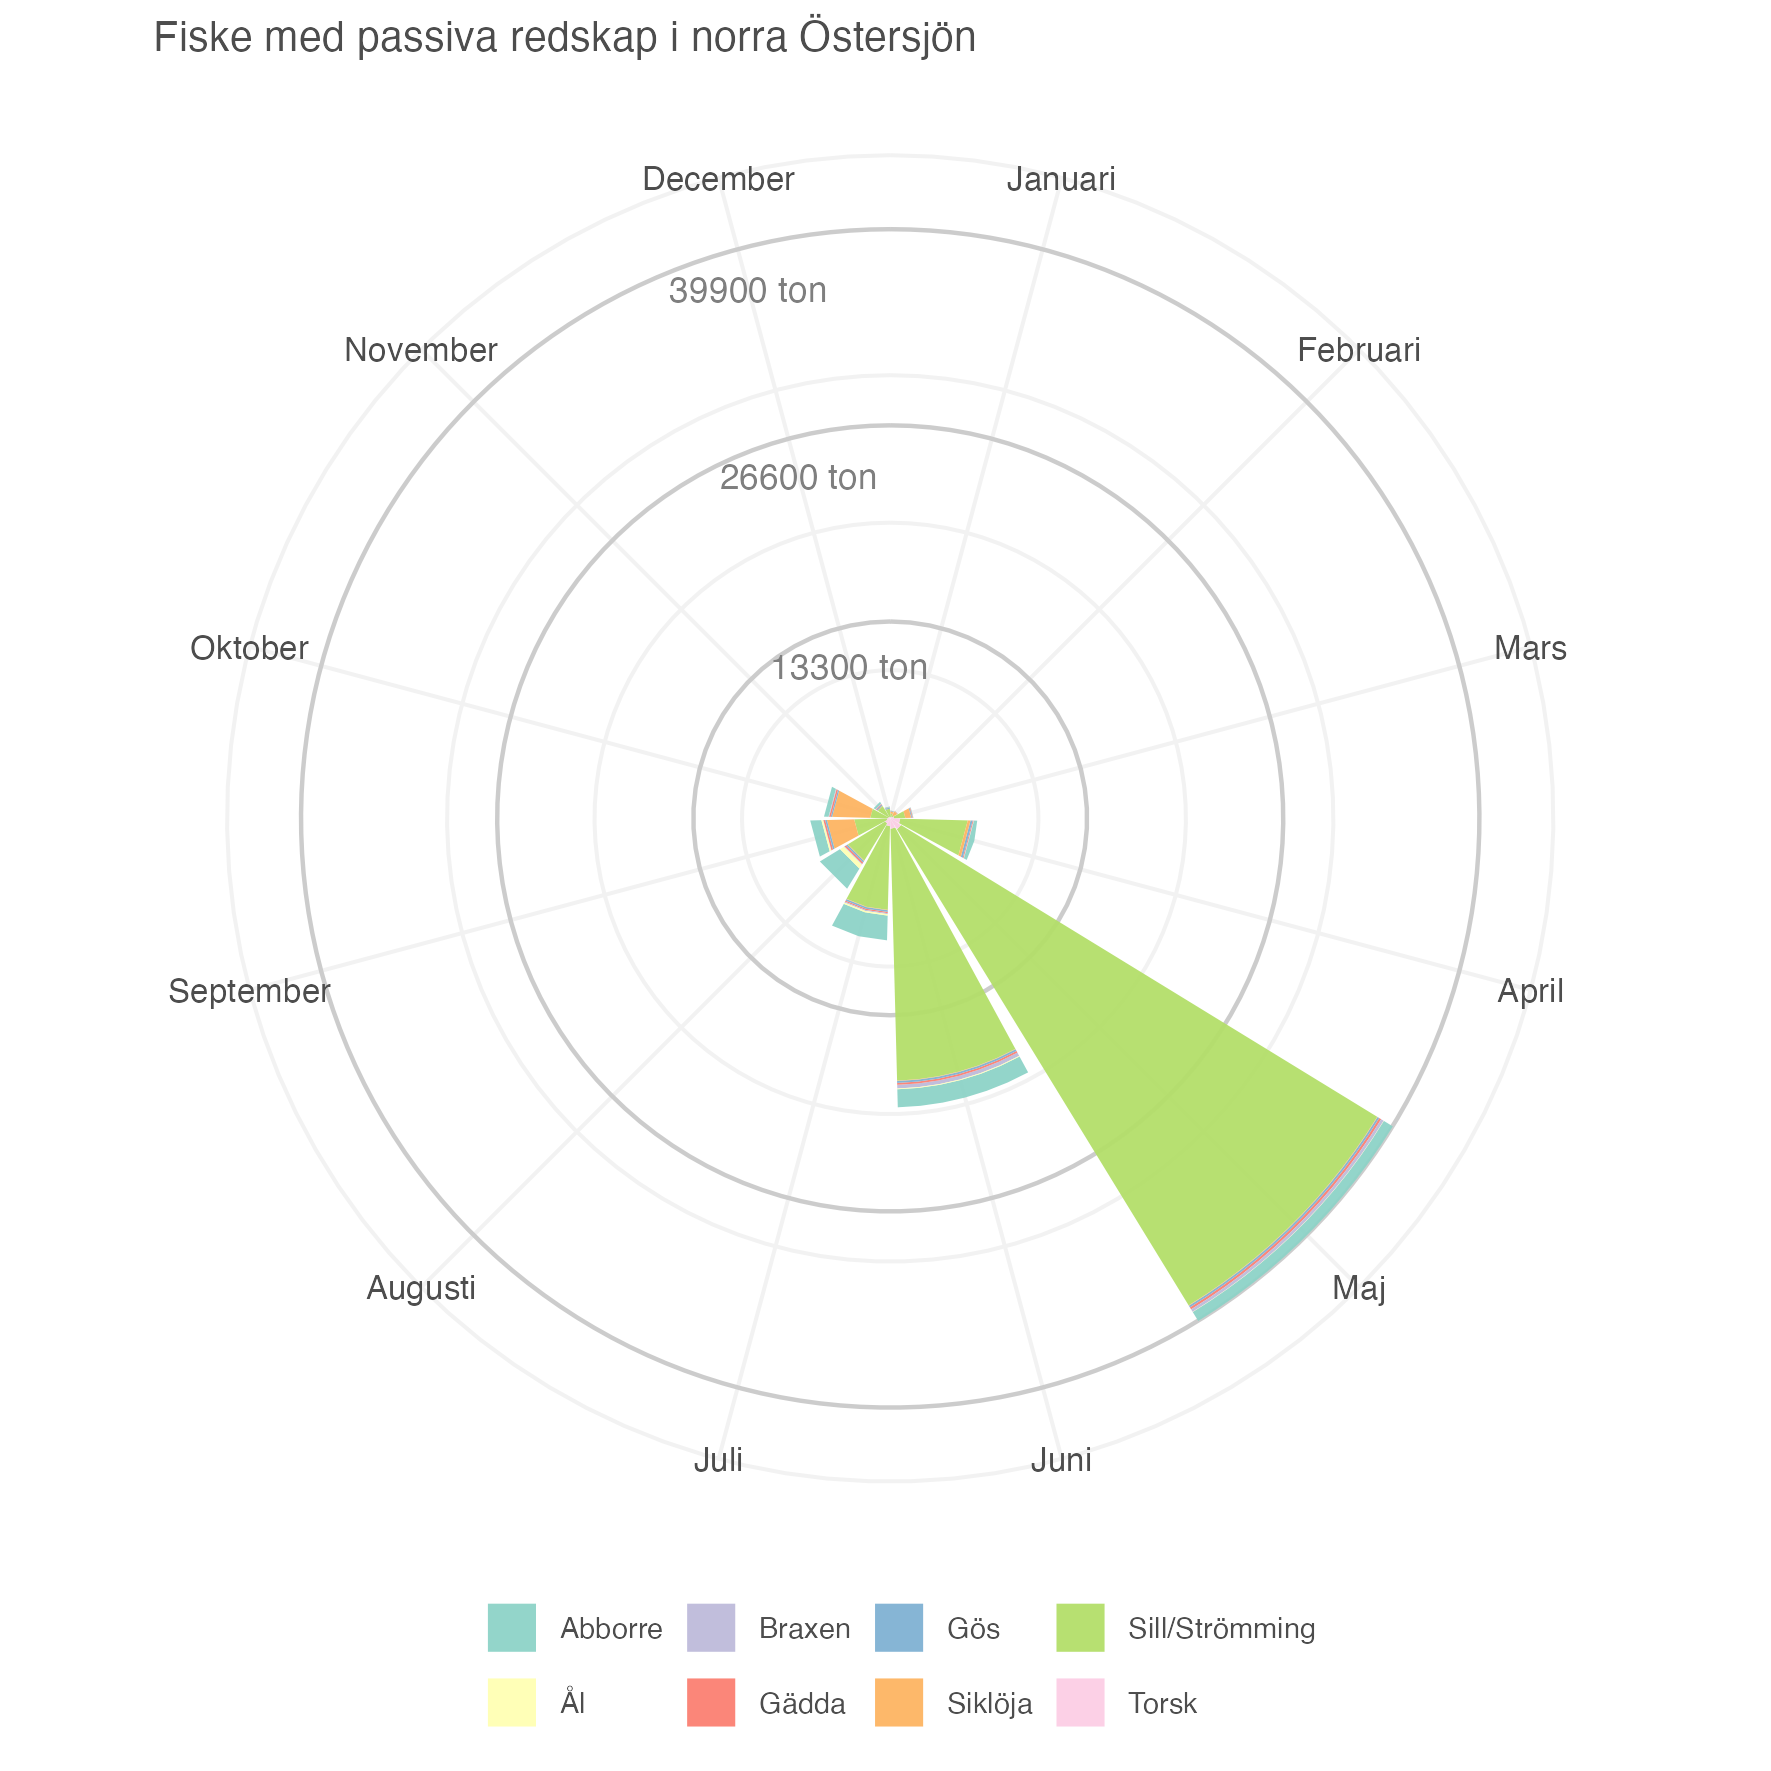 Fiske med passiva redskap i norra Östersjön
December
Januari
39900 ton
November
Februari
26600 ton
Oktober
Mars
13300 ton
September
April
Augusti
Maj
Juli
Juni
Abborre
Braxen
Gös
Sill/Strömming
Ål
Gädda
Siklöja
Torsk